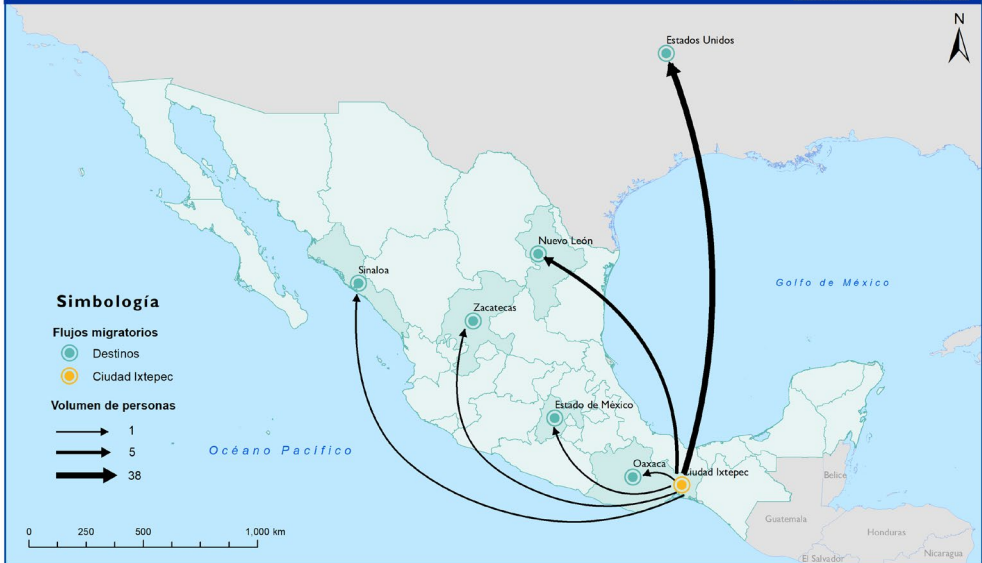 N
Estados Unidos
Nuevo León
Sinaloa
Golfo de México
Simbología
Zacatecas
Flujos migratorios
Destinos
Ciudad Ixtepec
Volumen de personas
Estado de México
1
5
Océano Pacífico
38
Oaxaca
Ciudad Ixtepec
Belice
0 250 500 1,000 km
Guatemala
Honduras
El Salvador
Nicaragua